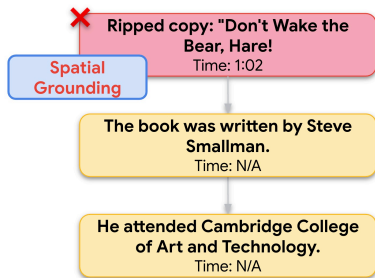 Ripped copy: "Don't Wake the
Bear, Hare!
Time: 1:02
Spatial
Grounding
The book was written by Steve
Smallman.
Time: N/A
He attended Cambridge College
of Art and Technology.
Time: N/A